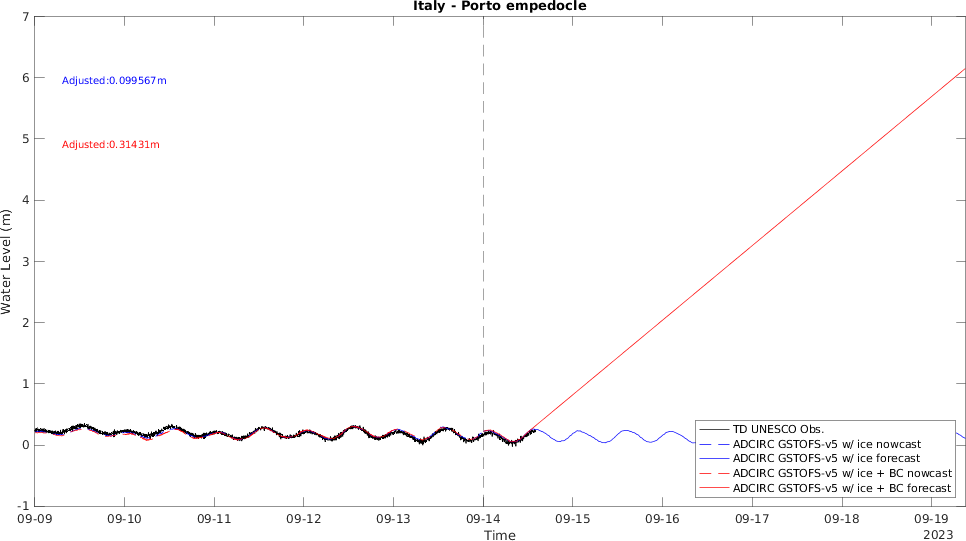 Italy - Porto empedocle
7
6
5
4
3
2
1
0
-1
Water Level (m)
Adjusted:0.099567m
Adjusted:0.31431m
TD UNESCO Obs.
ADCIRC GSTOFS-v5 w/ ice nowcast
ADCIRC GSTOFS-v5 w/ ice forecast
ADCIRC GSTOFS-v5 w/ ice + BC nowcast
ADCIRC GSTOFS-v5 w/ ice + BC forecast
09-09 09-10 09-11 09-12 09-13 09-14 09-15 09-16 09-17 09-18 09-19
Time
2023